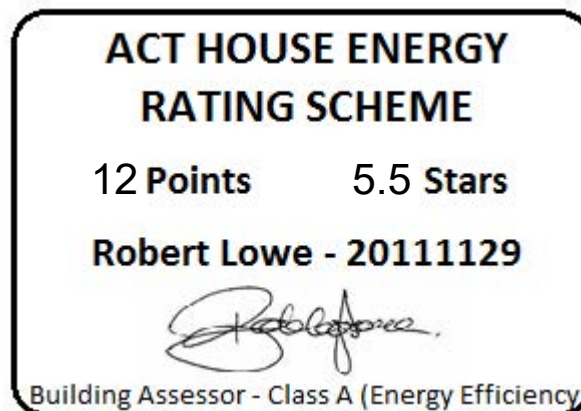 ACT HOUSE ENERGY
RATING SCHEME
12 Points 5.5 Stars
Robert Lowe - 20111129
Building Assessor - Class A (Energy Efficiency